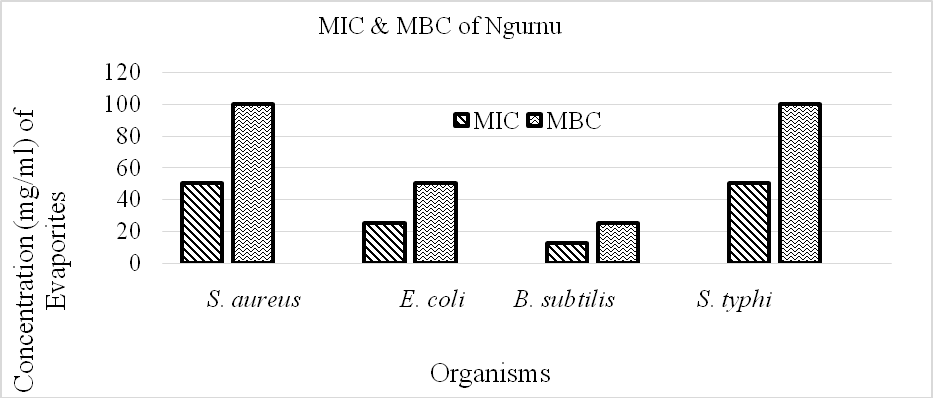 MIC & MBC of Ngurnu
Concentration (mg/ml) of
Evaporites
120
100
80
60
40
20
0
MIC MBC
S. aureus E. coli B. subtilis S. typhi
Organisms